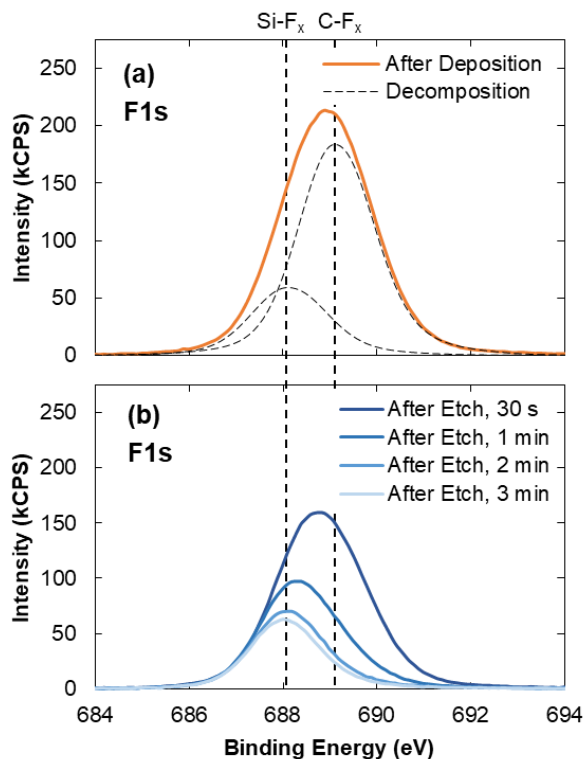 Si-Fx C-Fx
(a)
F1s
After Deposition
Decomposition
250
200
150
100
50
0
Intensity (kCPS)
(b)
F1s
After Etch, 30 s
After Etch, 1 min
After Etch, 2 min
After Etch, 3 min
250
200
150
100
50
0
Intensity (kCPS)
684 686 688 690 692 694
Binding Energy (eV)